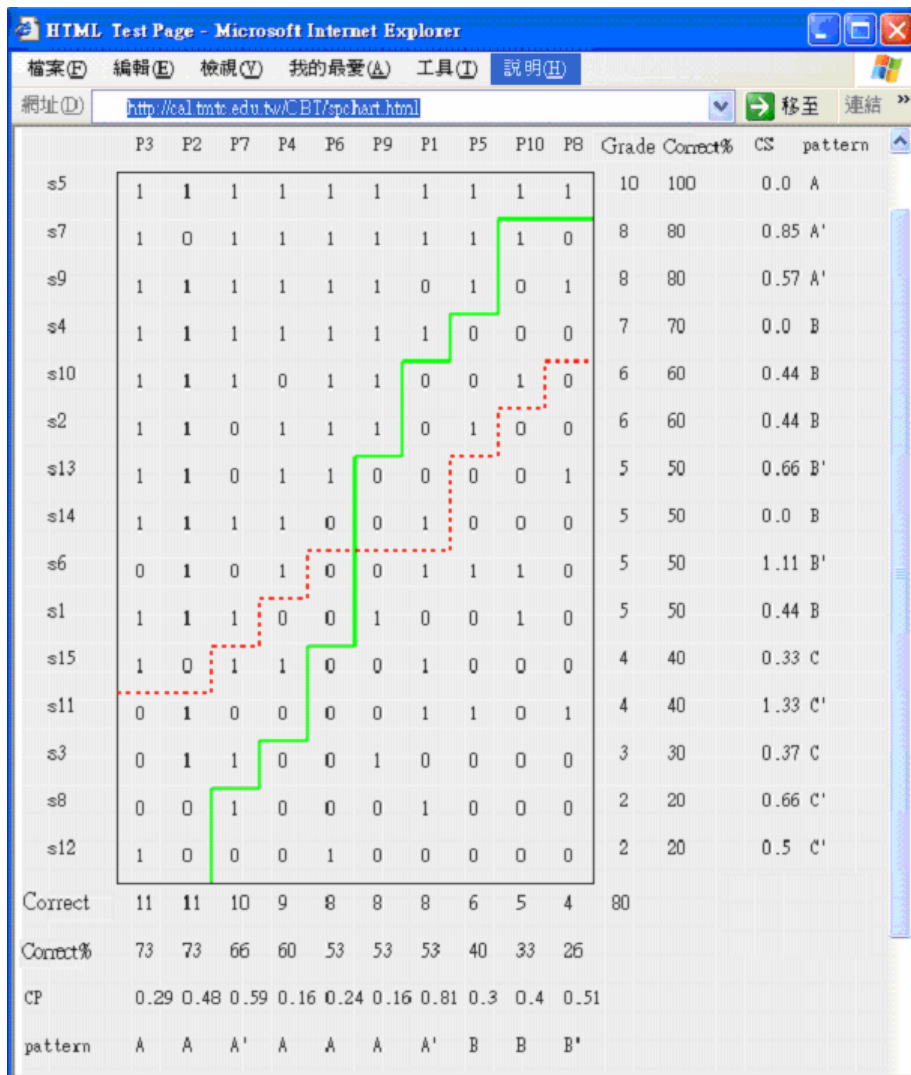 HTML Test Page - Microsoft Internet Explorer
檔案(F) 編輯(E) 檢視(V) 我的最愛(A) 工具(T) 說明(H)
網址(D) http://cal.tmtc.edu.tw/CBT/spchart.html 移至 連結 »
P3 P2 P7 P4 P6 P9 P1 P5 P10 P8 Grade Correct% CS pattern
s5 1 1 1 1 1 1 1 1 1 1 10 100 0.0 A
s7 1 0 1 1 1 1 1 1 1 0 8 80 0.85 A'
s9 1 1 1 1 1 1 0 1 0 1 8 80 0.57 A'
s4 1 1 1 1 1 1 1 0 0 0 7 70 0.0 B
s10 1 1 1 0 1 1 0 0 1 0 6 60 0.44 B
s2 1 1 0 1 1 1 0 1 0 0 6 60 0.44 B
s13 1 1 0 1 1 0 0 0 0 1 5 50 0.66 B'
s14 1 1 1 1 0 0 1 0 0 0 5 50 0.0 B
s6 0 1 0 1 0 0 1 1 1 0 5 50 1.11 B'
s1 1 1 1 0 0 1 0 0 1 0 5 50 0.44 B
s15 1 0 1 1 0 0 1 0 0 0 4 40 0.33 C
s11 0 1 0 0 0 0 1 1 0 1 4 40 1.33 C'
s3 0 1 1 0 0 1 0 0 0 0 3 30 0.37 C
s8 0 0 1 0 0 0 1 0 0 0 2 20 0.66 C'
s12 1 0 0 0 1 0 0 0 0 0 2 20 0.5 C'
Correct 11 11 10 9 8 8 8 6 5 4 80
Correct% 73 73 66 60 53 53 53 40 33 26
CP 0.29 0.48 0.59 0.16 0.24 0.16 0.81 0.3 0.4 0.51
pattern A A A' A A A A' B B B'